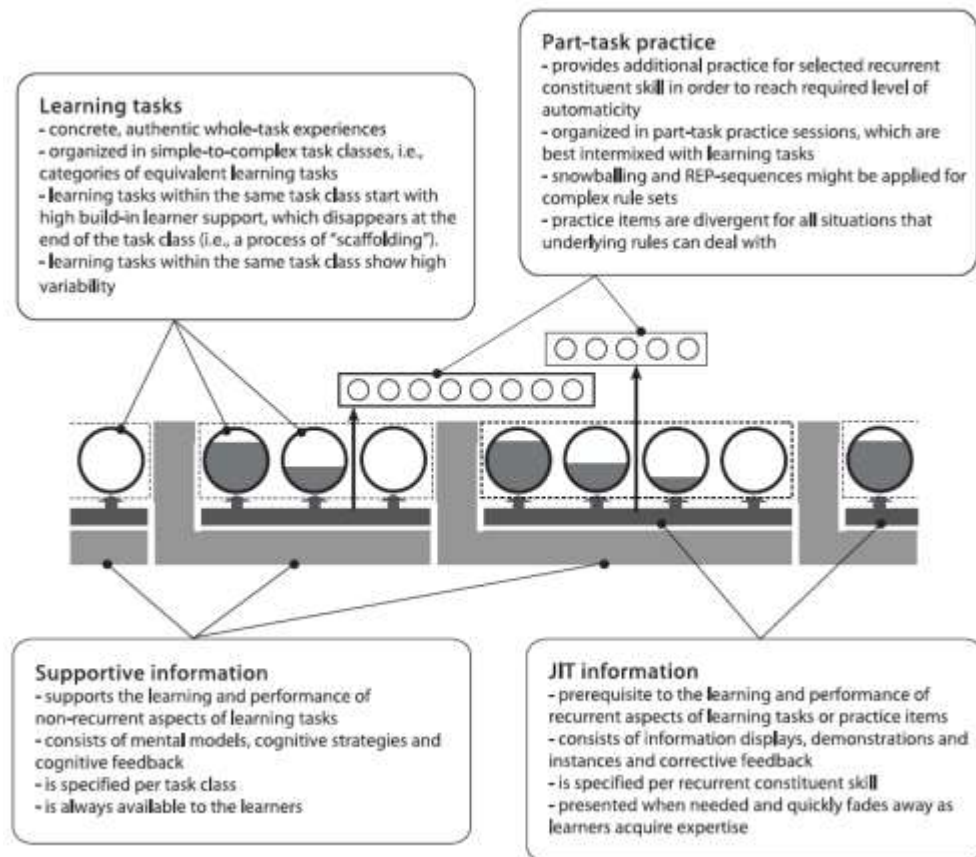 Part-task practice
- provides additional practice for selected recurrent
constituent skill in order to reach required level of
automaticity
- organized in part-task practice sessions, which are
best intermixed with learning tasks
- snowballing and REP-sequences might be applied for
complex rule sets
- practice items are divergent for all situations that
underlying rules can deal with
Learning tasks
- concrete, authentic whole-task experiences
- organized in simple-to-complex task classes, i.e.,
categories of equivalent learning tasks
- learning tasks within the same task class start with
high build-in learner support, which disappears at the
end of the task class (i.e., a process of “scaffolding”).
- learning tasks within the same task class show high
variability
Supportive information
- supports the learning and performance of
non-recurrent aspects of learning tasks
- consists of mental models, cognitive strategies and
cognitive feedback
- is specified per task class
- is always available to the learners
JIT information
- prerequisite to the learning and performance of
recurrent aspects of learning tasks or practice items
- consists of information displays, demonstrations and
instances and corrective feedback
- is specified per recurrent constituent skill
- presented when needed and quickly fades away as
learners acquire expertise